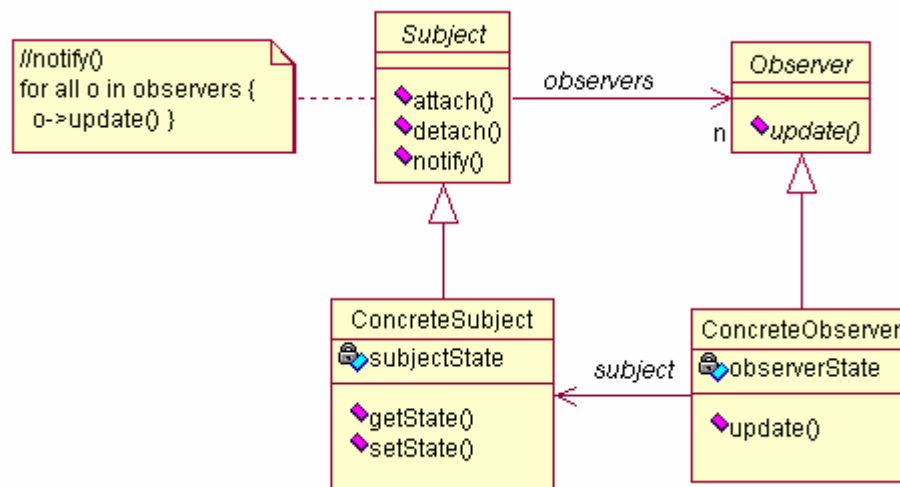 //notify()
for all o in observers {
o->update() }
Subject
attach()
detach()
notify()
observers
n
Observer
update()
ConcreteSubject
subjectState
getState()
setState()
subject
ConcreteObserver
observerState
update()